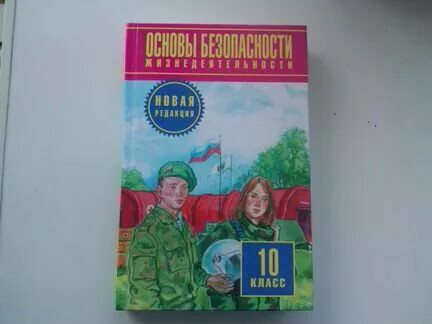 ОСНОВЫ БЕЗОПАСНОСТИ
ЖИЗНЕДЕЯТЕЛЬНОСТИ
НОВАЯ
РЕДАКЦИЯ
10
КЛАСС